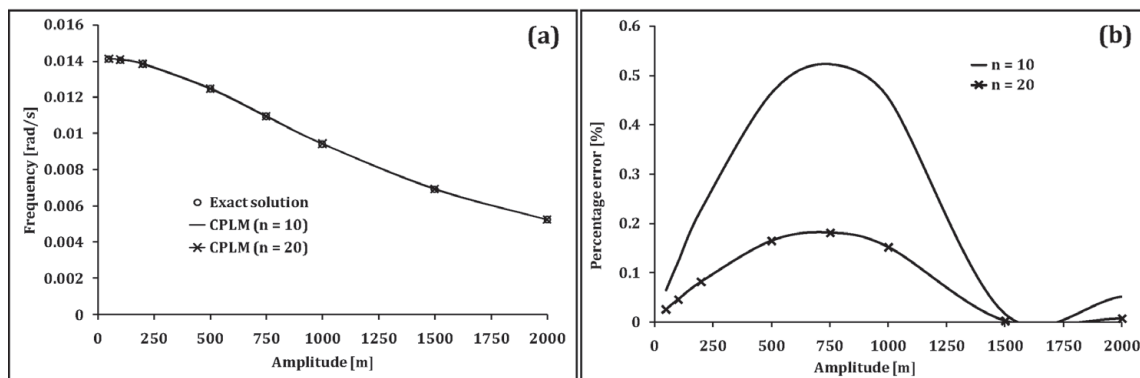 (a)
Frequency [rad/s]
0.016
0.014
0.012
0.01
0.008
0.006
0.004
0.002
0
Exact solution
CPLM (n = 10)
CPLM (n = 20)
0 250 500 750 1000 1250 1500 1750 2000
Amplitude [m]
(b)
Percentage error [%]
0.6
0.5
0.4
0.3
0.2
0.1
0
n = 10
n = 20
0 250 500 750 1000 1250 1500 1750 2000
Amplitude [m]